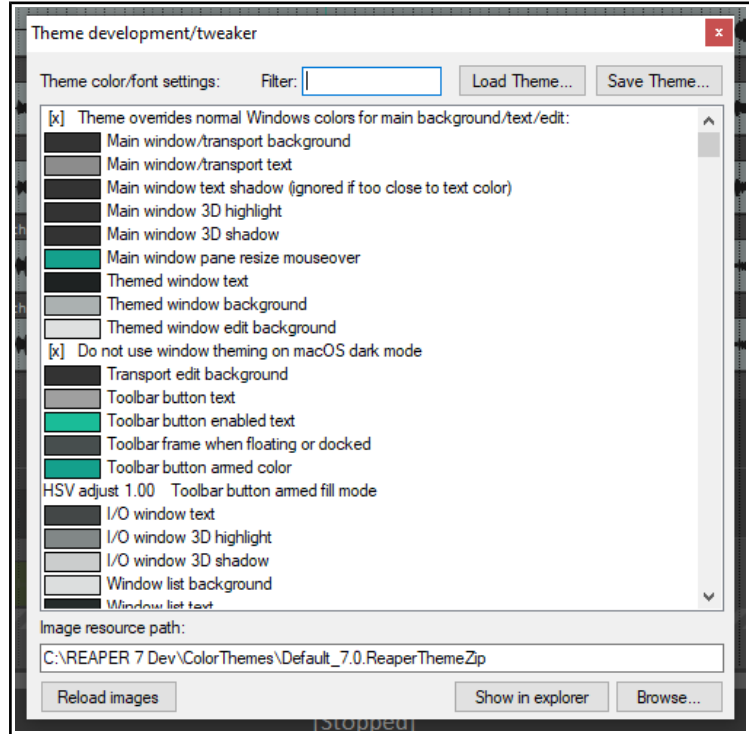 Theme development/tweaker
x
Theme color/font settings: Filter: Load Theme... Save Theme...
[x] Theme overrides normal Windows colors for main background/text/edit:
Main window/transport background
Main window/transport text
Main window text shadow (ignored if too close to text color)
Main window 3D highlight
Main window 3D shadow
Main window pane resize mouseover
Themed window text
Themed window background
Themed window edit background
[x] Do not use window theming on macOS dark mode
Transport edit background
Toolbar button text
Toolbar button enabled text
Toolbar frame when floating or docked
Toolbar button armed color
HSV adjust 1.00 Toolbar button armed fill mode
I/O window text
I/O window 3D highlight
I/O window 3D shadow
Window list background
Window list text
Image resource path:
C:\REAPER 7 Dev\ColorThemes\Default_7.0.ReaperThemeZip
Reload images Show in explorer Browse...
[Stopped]